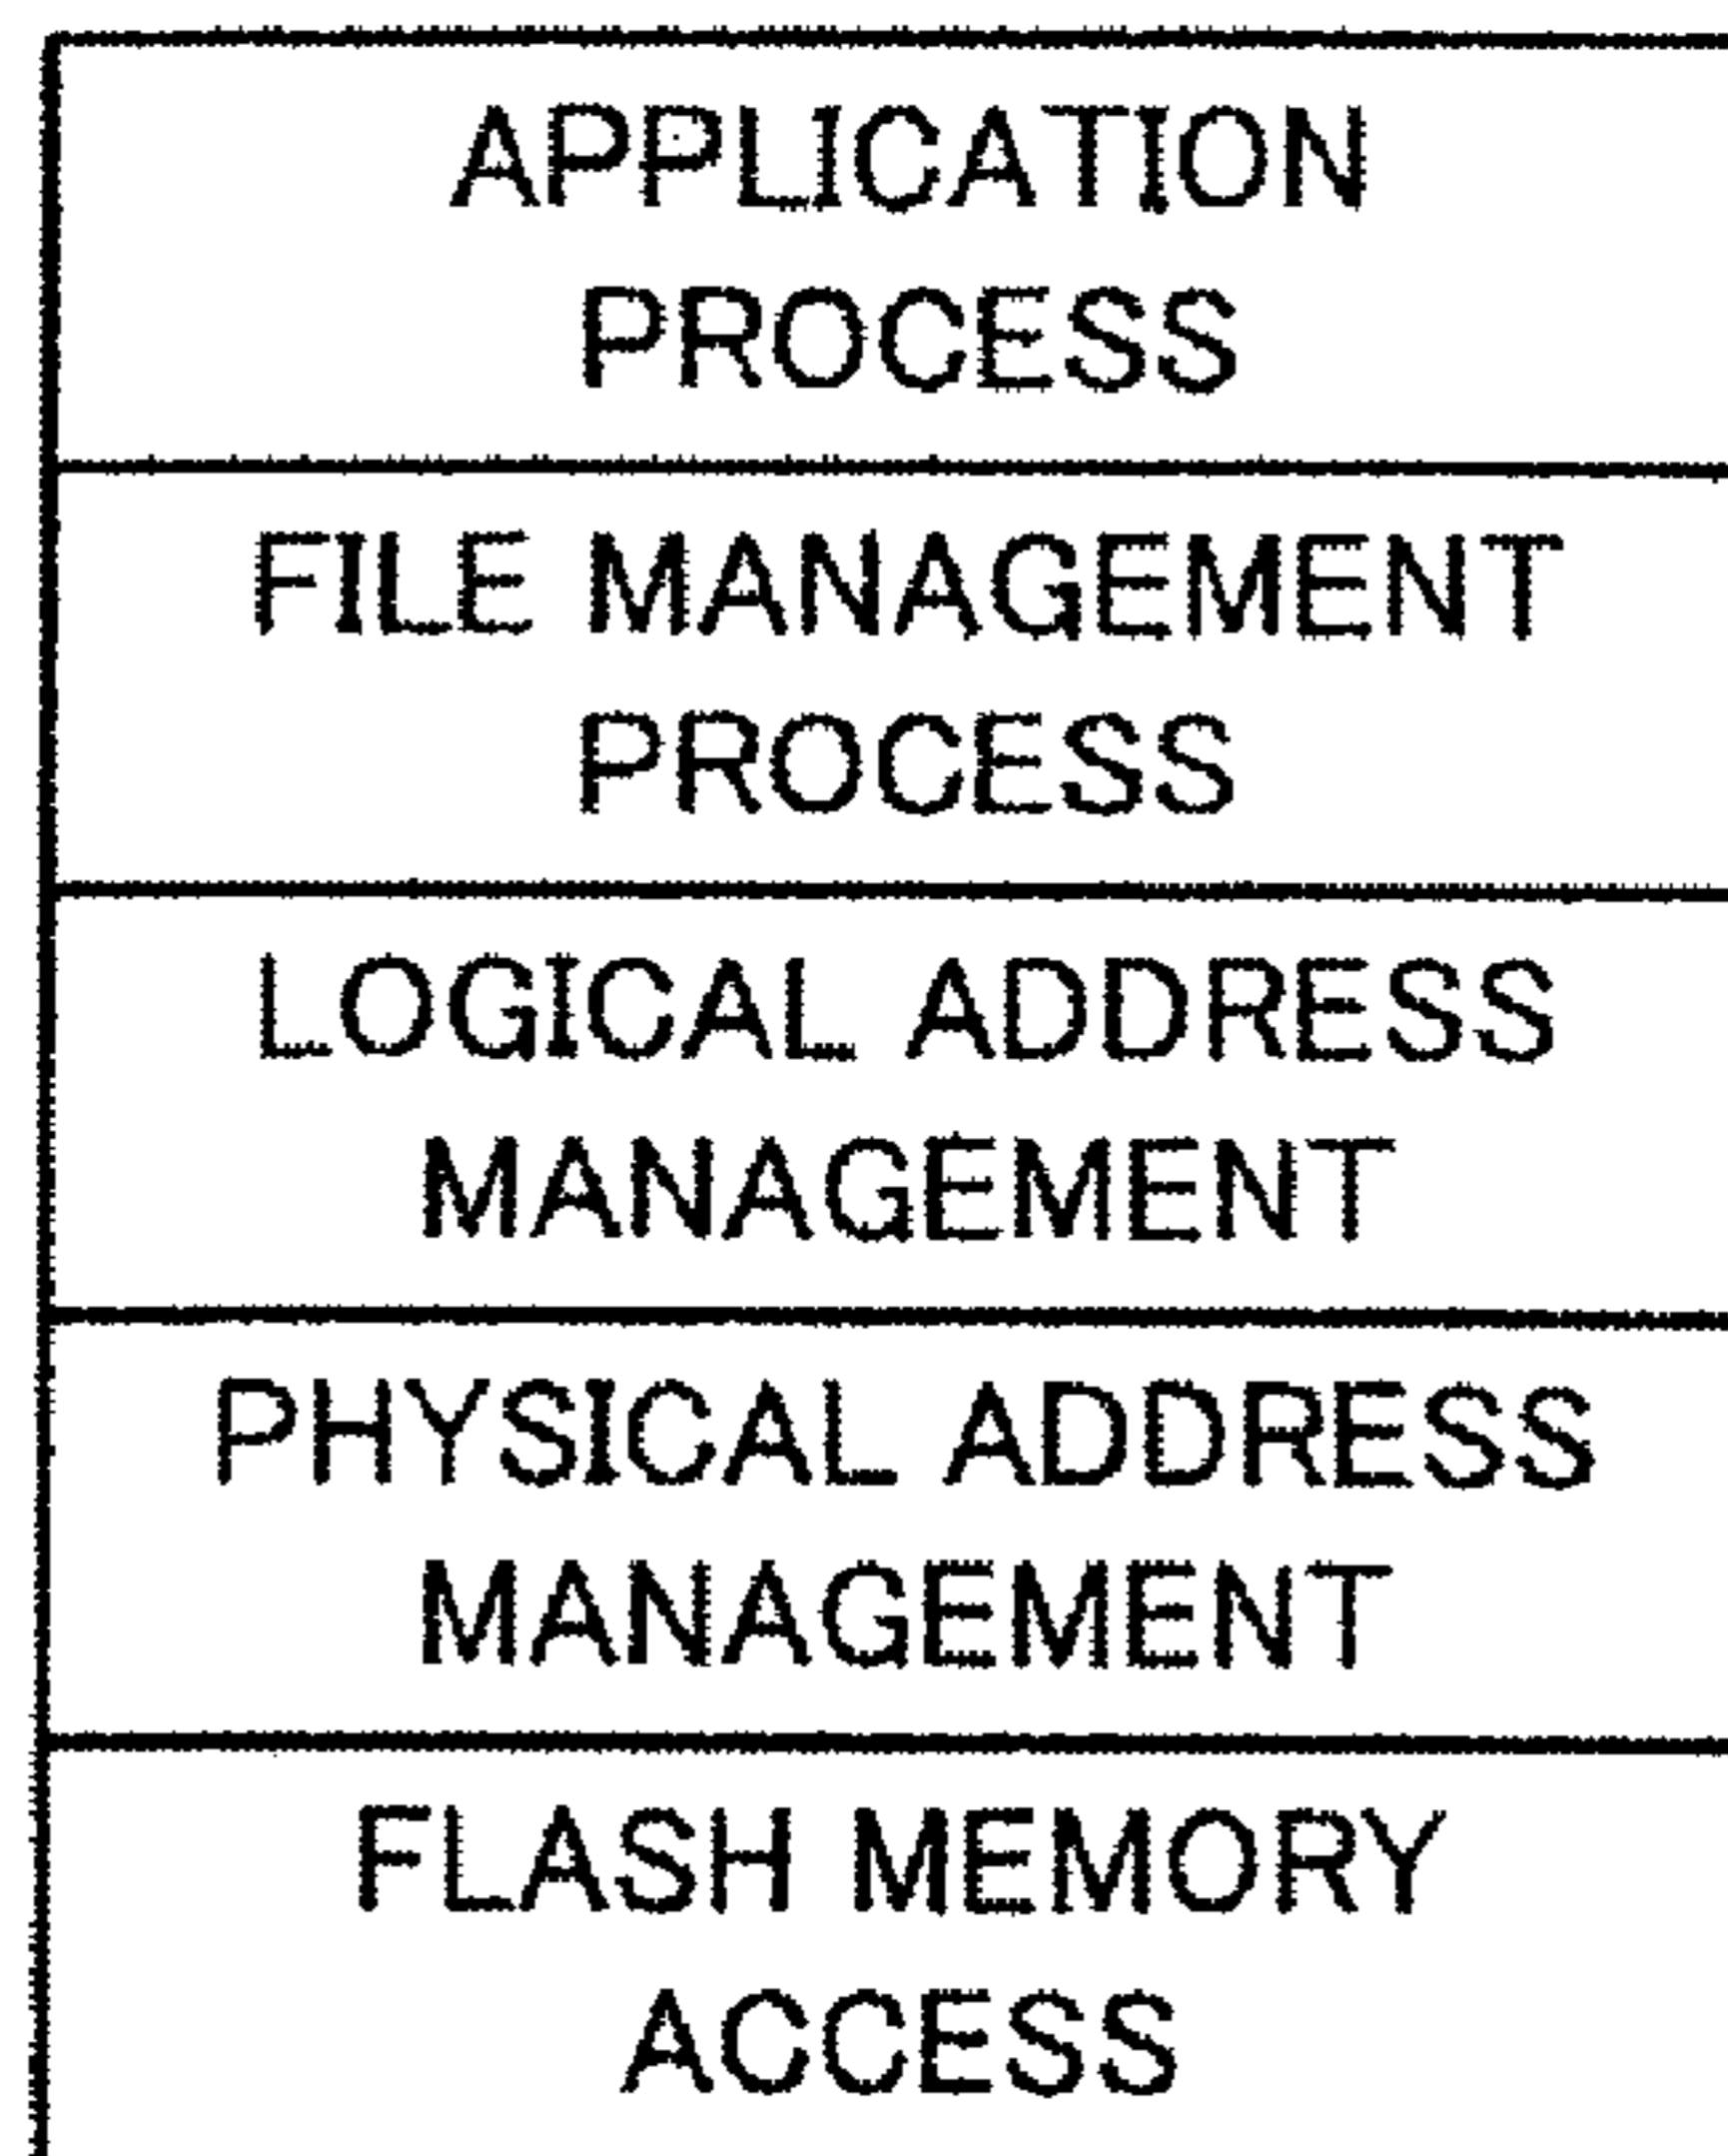 APPLICATION
PROCESS
FILE MANAGEMENT
PROCESS
LOGICAL ADDRESS
MANAGEMENT
PHYSICAL ADDRESS
MANAGEMENT
FLASH MEMORY
ACCESS